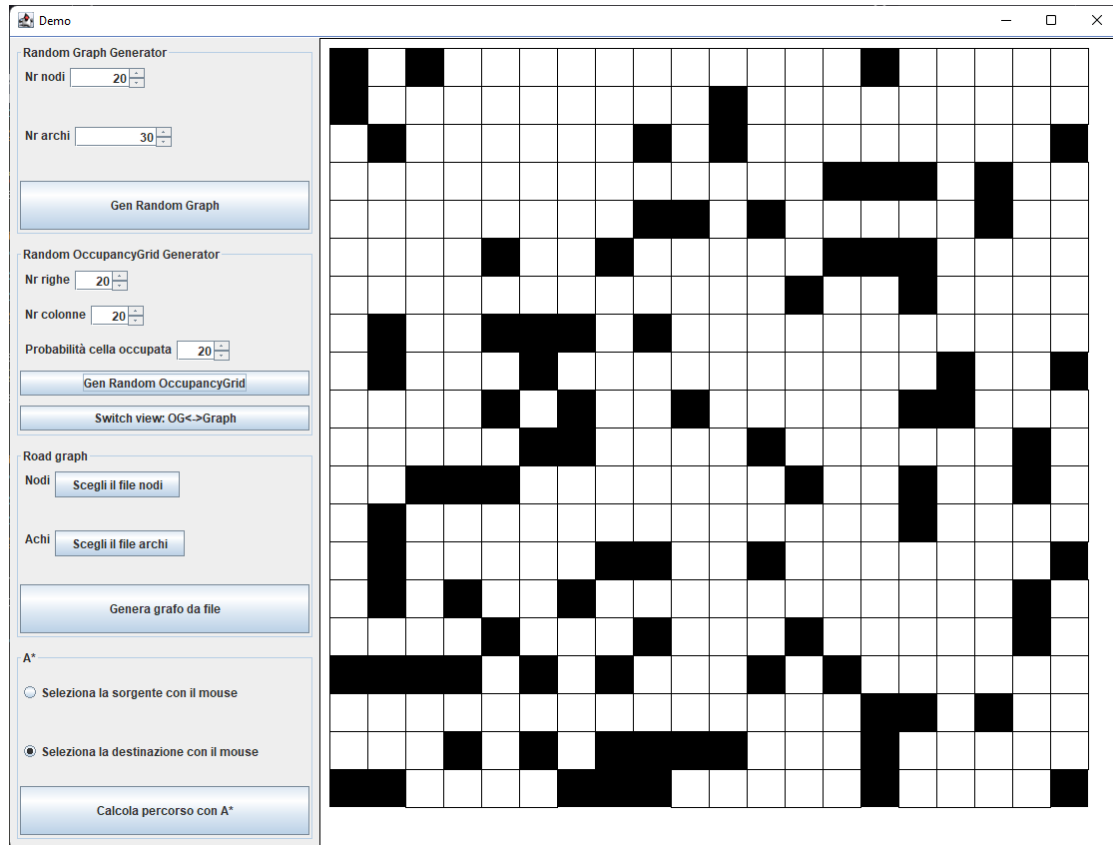 Demo
Random Graph Generator
Nr nodi 20
Nr archi 30
Gen Random Graph
Random OccupancyGrid Generator
Nr righe 20
Nr colonne 20
Probabilità cella occupata 20
Gen Random OccupancyGrid
Switch view: OG<->Graph
Road graph
Nodi Scegli il file nodi
Achi Scegli il file archi
Genera grafo da file
A*
Seleziona la sorgente con il mouse
Seleziona la destinazione con il mouse
Calcola percorso con A*